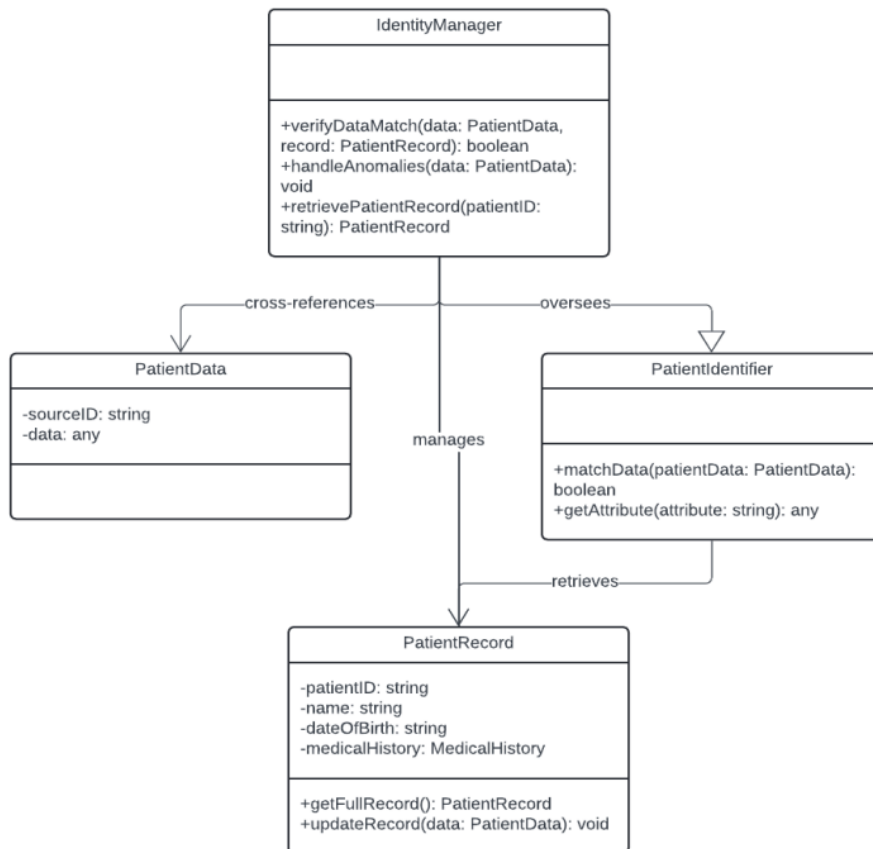 IdentityManager
+verifyDataMatch(data: PatientData,
record: PatientRecord): boolean
+handleAnomalies(data: PatientData):
void
+retrievePatientRecord(patientID:
string): PatientRecord
cross-references
oversees
PatientData
-sourceID: string
-data: any
PatientIdentifier
+matchData(patientData: PatientData):
boolean
+getAttribute(attribute: string): any
manages
retrieves
PatientRecord
-patientID: string
-name: string
-dateOfBirth: string
-medicalHistory: MedicalHistory
+getFullRecord(): PatientRecord
+updateRecord(data: PatientData): void